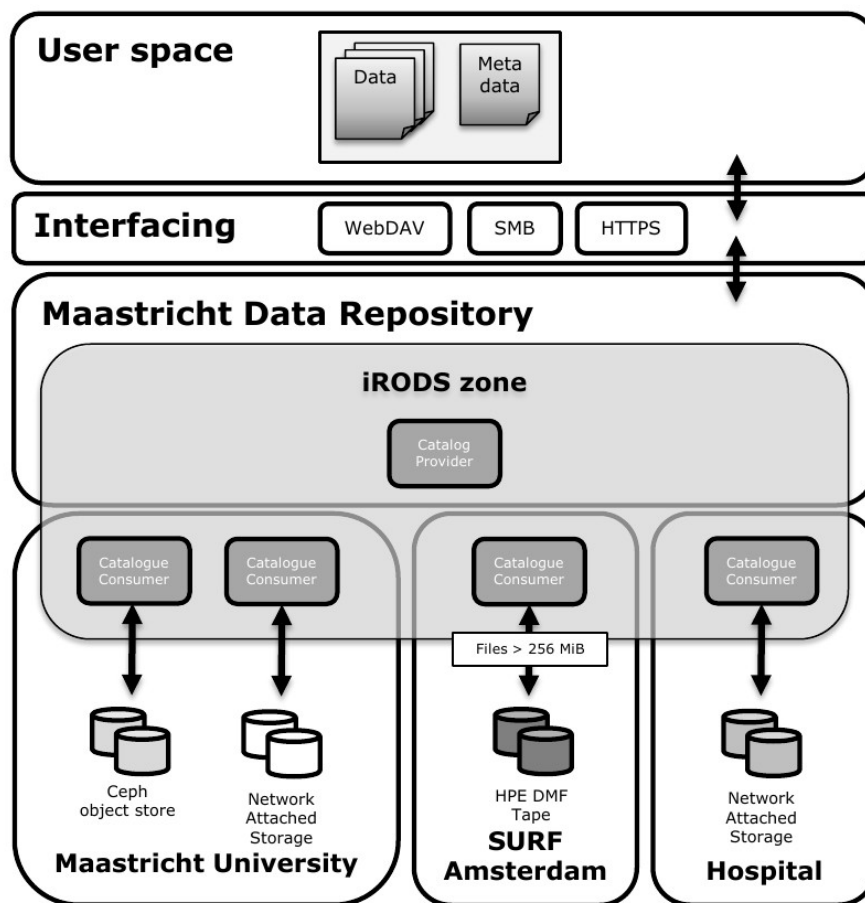 User space
Data
Meta
data
Interfacing
WebDAV
SMB
HTTPS
Maastricht Data Repository
iRODS zone
Catalog
Provider
Catalogue
Consumer
Catalogue
Consumer
Catalogue
Consumer
Catalogue
Consumer
Files > 256 MiB
Ceph
object store
Network
Attached
Storage
Maastricht University
HPE DMF
Tape
SURF
Amsterdam
Network
Attached
Storage
Hospital